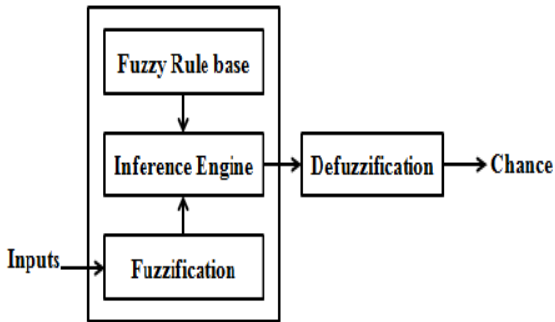 Fuzzy Rule base
Inference Engine
Defuzzification
Chance
Inputs
Fuzzification